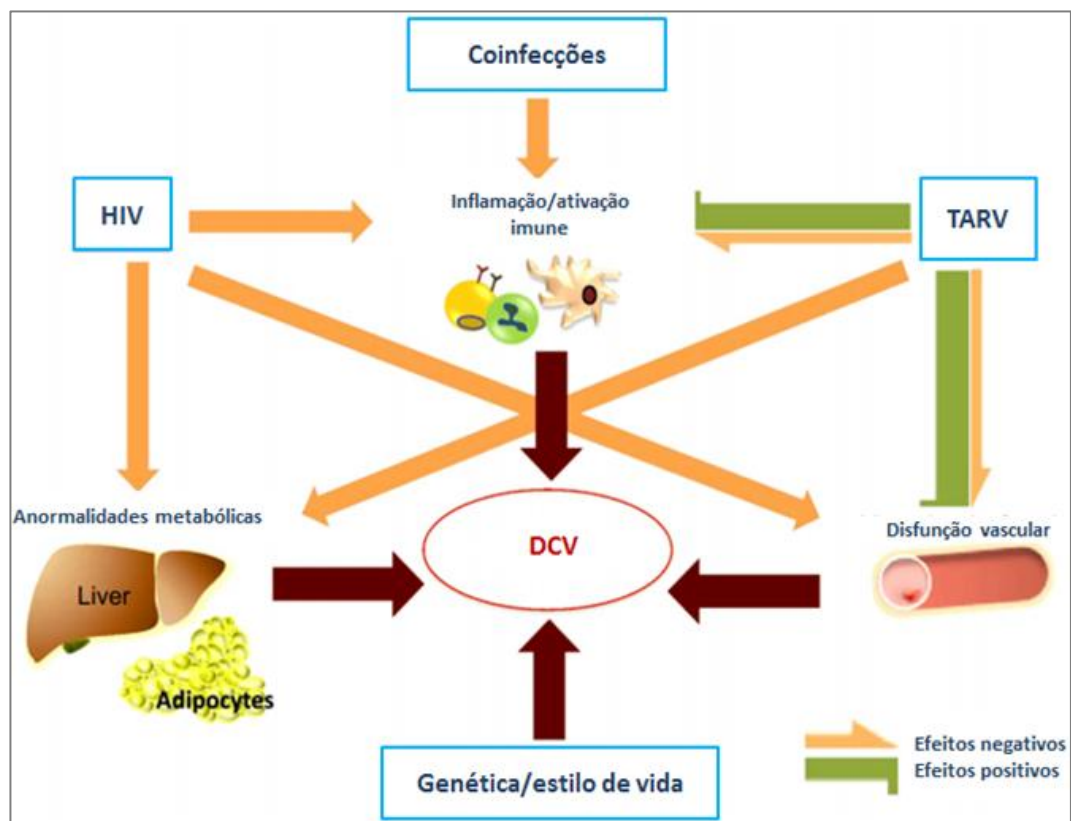 Coinfecções
HIV
Inflamação/ativação
imune
TARV
Anormalidades metabólicas
Liver
Adipocytes
DCV
Disfunção vascular
Genética/estilo de vida
Efeitos negativos
Efeitos positivos